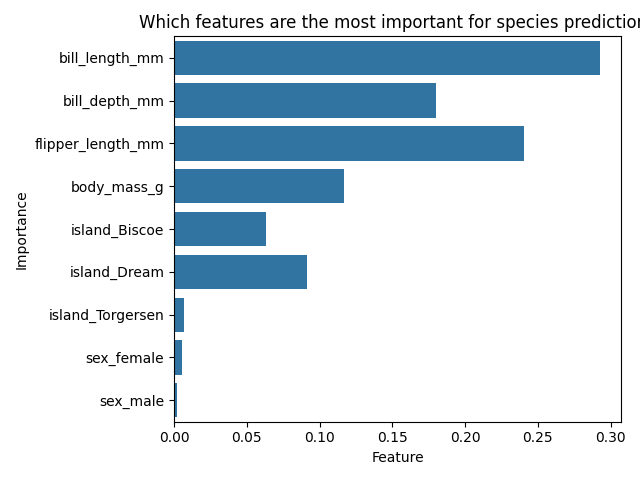 Which features are the most important for species prediction
bill_length_mm
bill_depth_mm
flipper_length_mm
body_mass_g
island_Biscoe
island_Dream
island_Torgersen
sex_female
sex_male
Importance
0.00 0.05 0.10 0.15 0.20 0.25 0.30
Feature